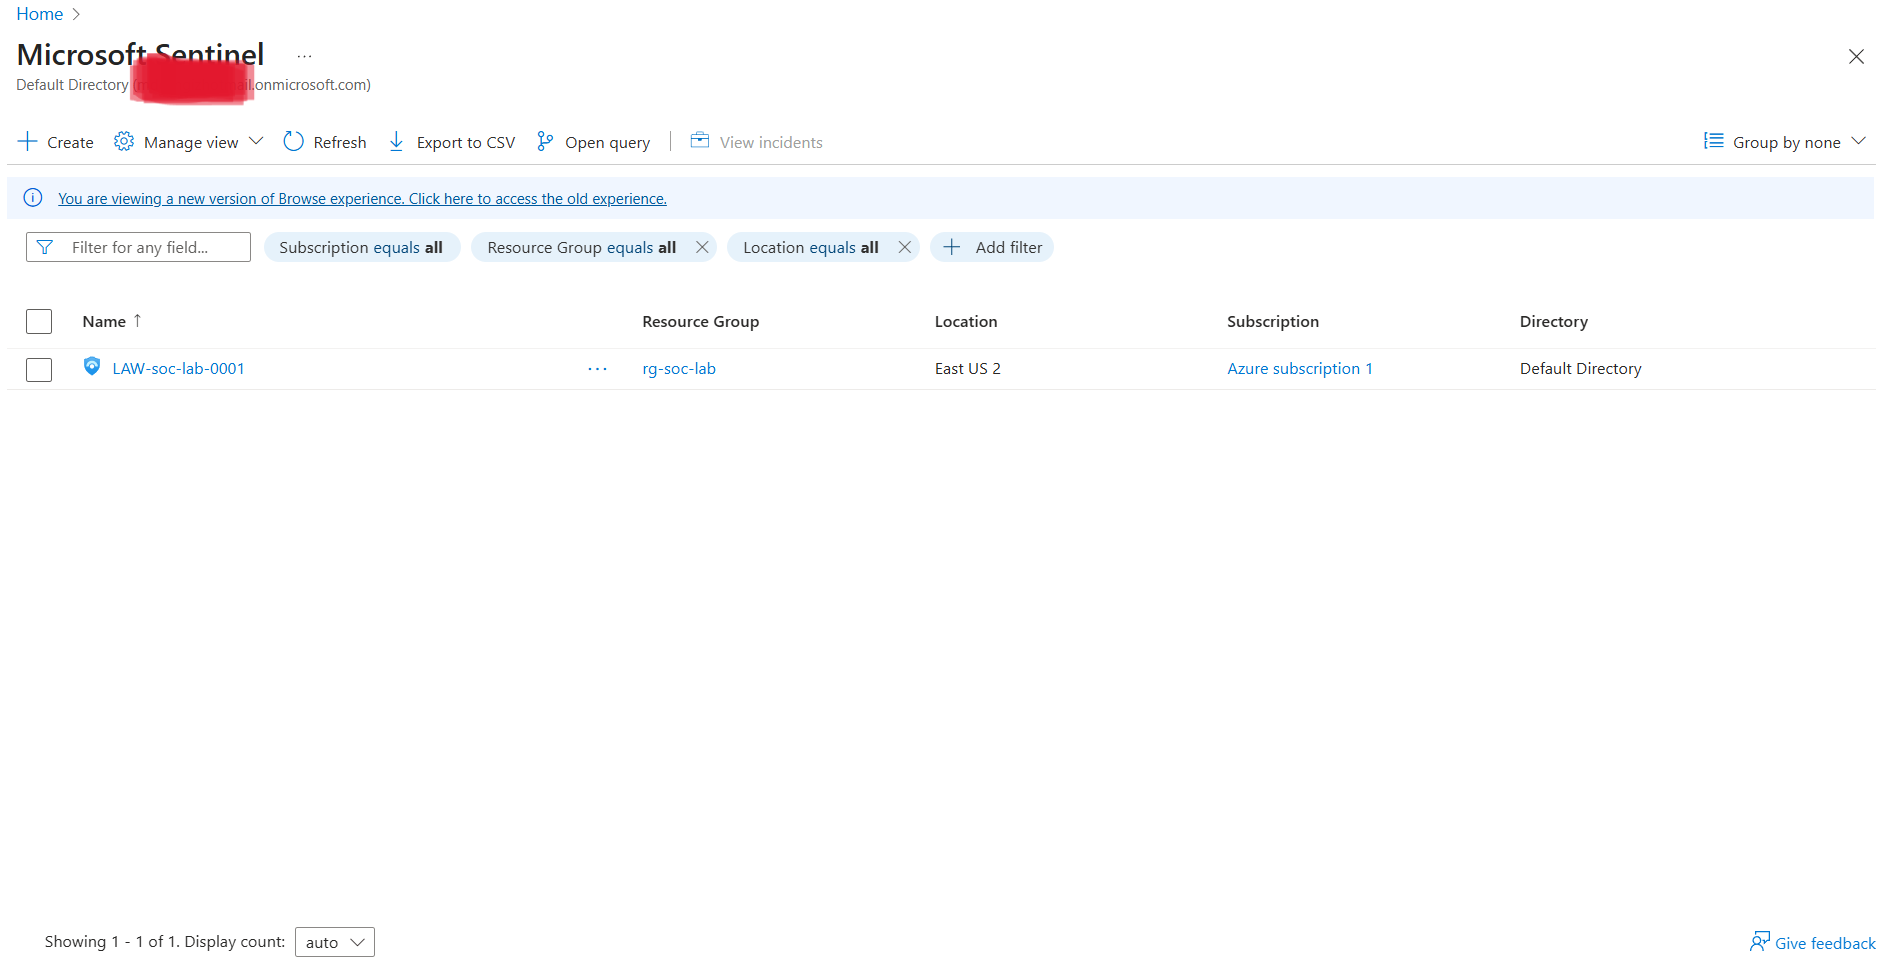 Home
Microsoft Sentinel
Default Directory .onmicrosoft.com)
Create Manage view Refresh Export to CSV Open query View incidents Group by none
You are viewing a new version of Browse experience. Click here to access the old experience.
Filter for any field... Subscription equals all Resource Group equals all Location equals all Add filter
Name ↑ Resource Group Location Subscription Directory
LAW-soc-lab-0001 ... rg-soc-lab East US 2 Azure subscription 1 Default Directory
Showing 1 - 1 of 1. Display count: auto
Give feedback